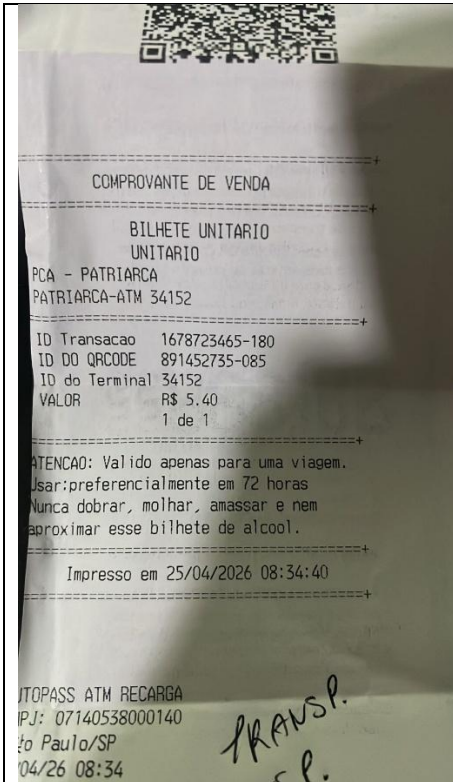 COMPROVANTE DE VENDA
BILHETE UNITARIO
UNITARIO
PCA - PATRIARCA
PATRIARCA-ATM 34152
ID Transacao 1678723465-180
ID DO QRCODE 891452735-085
ID do Terminal 34152
VALOR R$ 5.40
1 de 1
ATENCAO: Valido apenas para uma viagem.
Usar:preferencialmente em 72 horas
Nunca dobrar, molhar, amassar e nem
aproximar esse bilhete de alcool.
Impresso em 25/04/2026 08:34:40
UTOPASS ATM RECARGA
PJ: 07140538000140
o Paulo/SP
04/26 08:34
TRANSP.